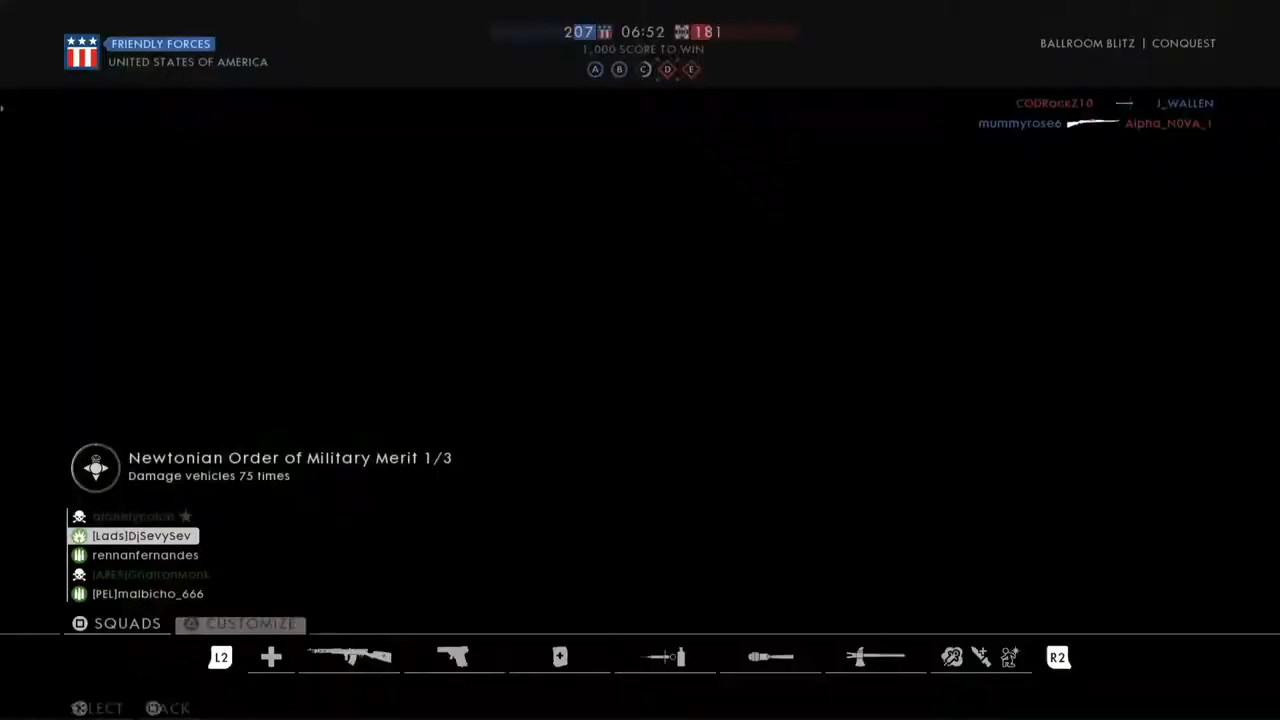 FRIENDLY FORCES
UNITED STATES OF AMERICA
207 06:52 181
1,000 SCORE TO WIN
A B C D E
BALLROOM BLITZ | CONQUEST
CODRockZ10 J_WALLEN
mummyrose6 Alpha_N0VA_1
Newtonian Order of Military Merit 1/3
Damage vehicles 75 times
[Lads]DjSevySev
rennanfernandes
[PEL]malbicho_666
SQUADS CUSTOMIZE
L2 R2